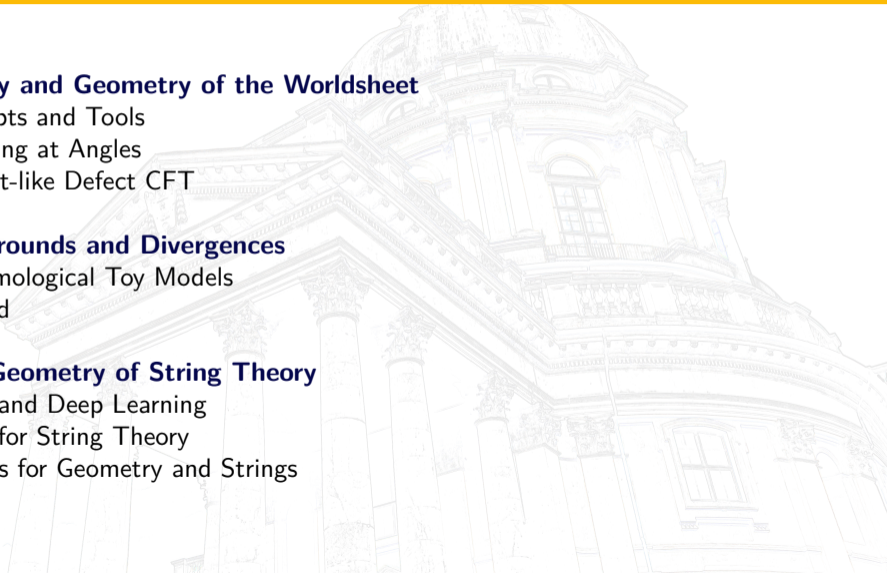 y and Geometry of the Worldsheet
pts and Tools
ng at Angles
t-like Defect CFT
rounds and Divergences
mological Toy Models
d
Geometry of String Theory
and Deep Learning
for String Theory
s for Geometry and Strings